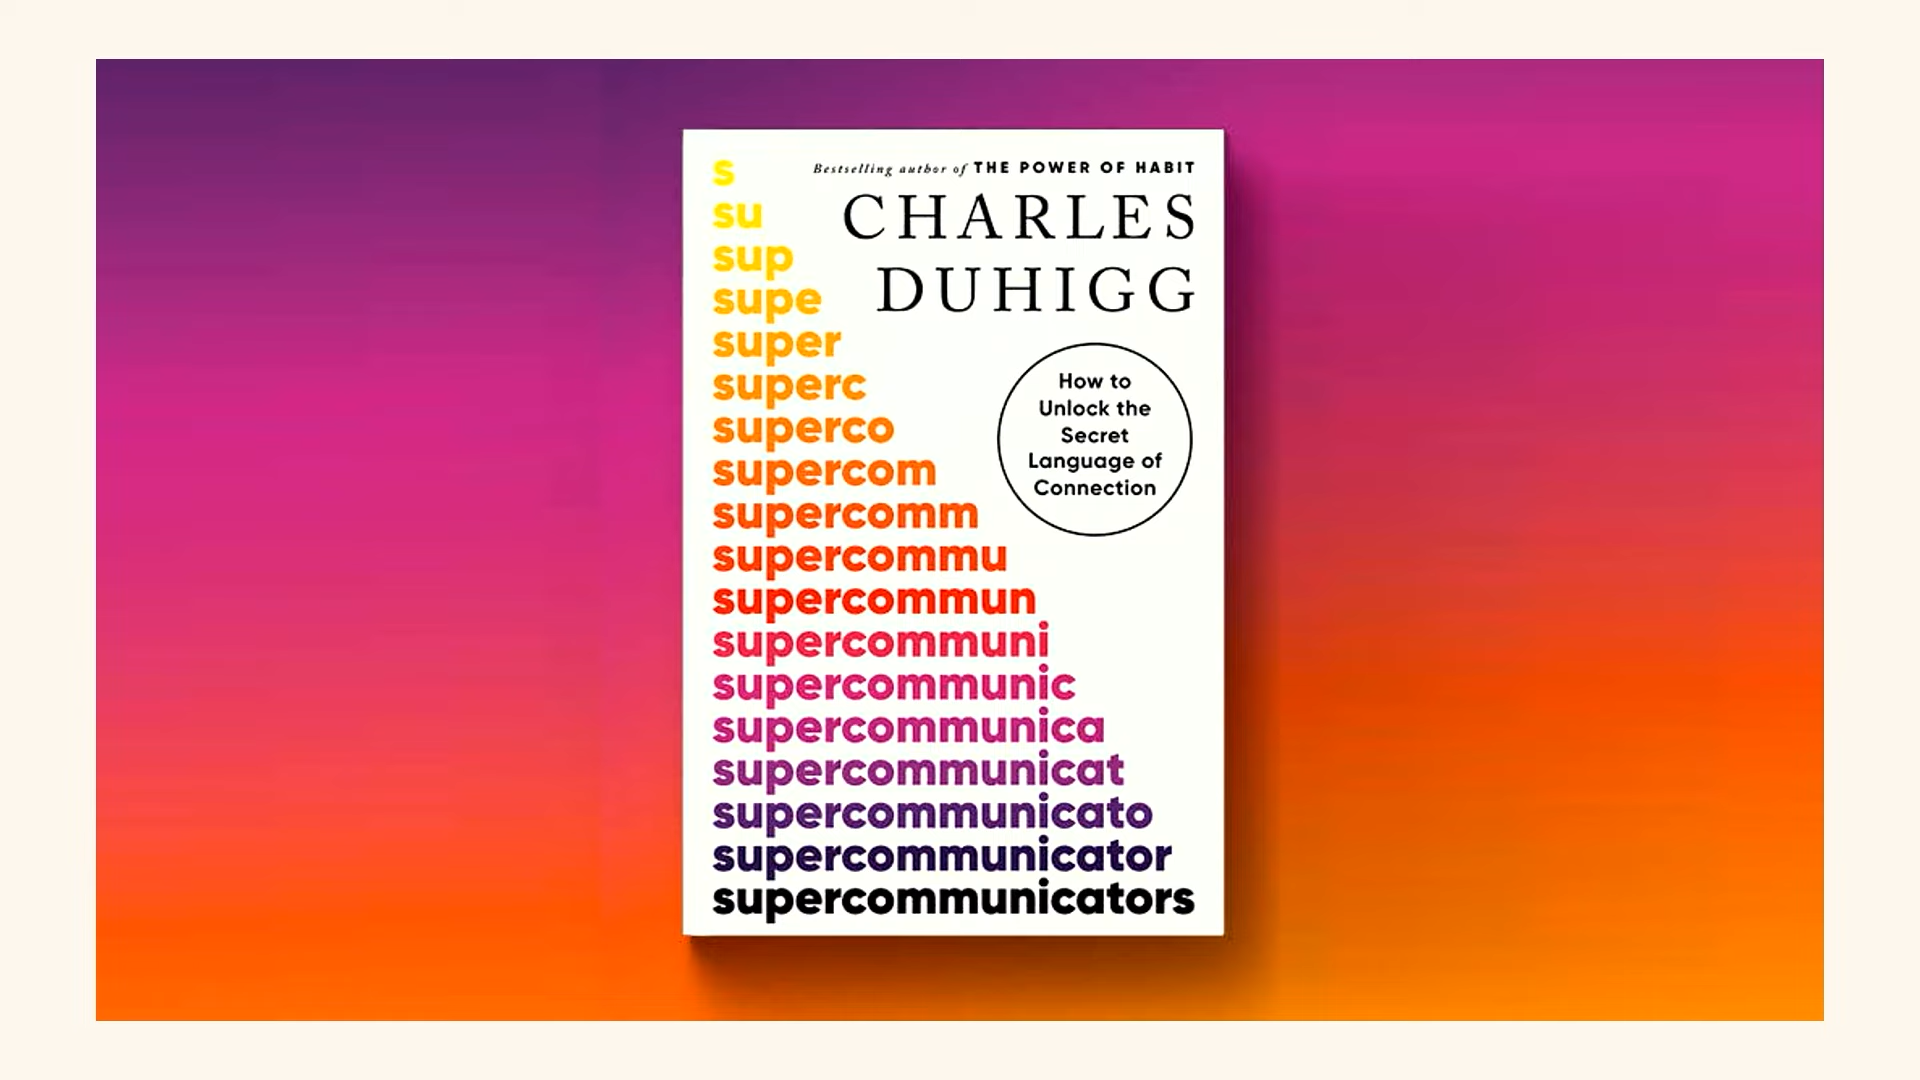 Bestselling author of THE POWER OF HABIT
CHARLES
DUHIGG
How to
Unlock the
Secret
Language of
Connection
s
su
sup
supe
super
superc
superco
supercom
supercomm
supercommu
supercommun
supercommuni
supercommunic
supercommunica
supercommunicat
supercommunicato
supercommunicator
supercommunicators